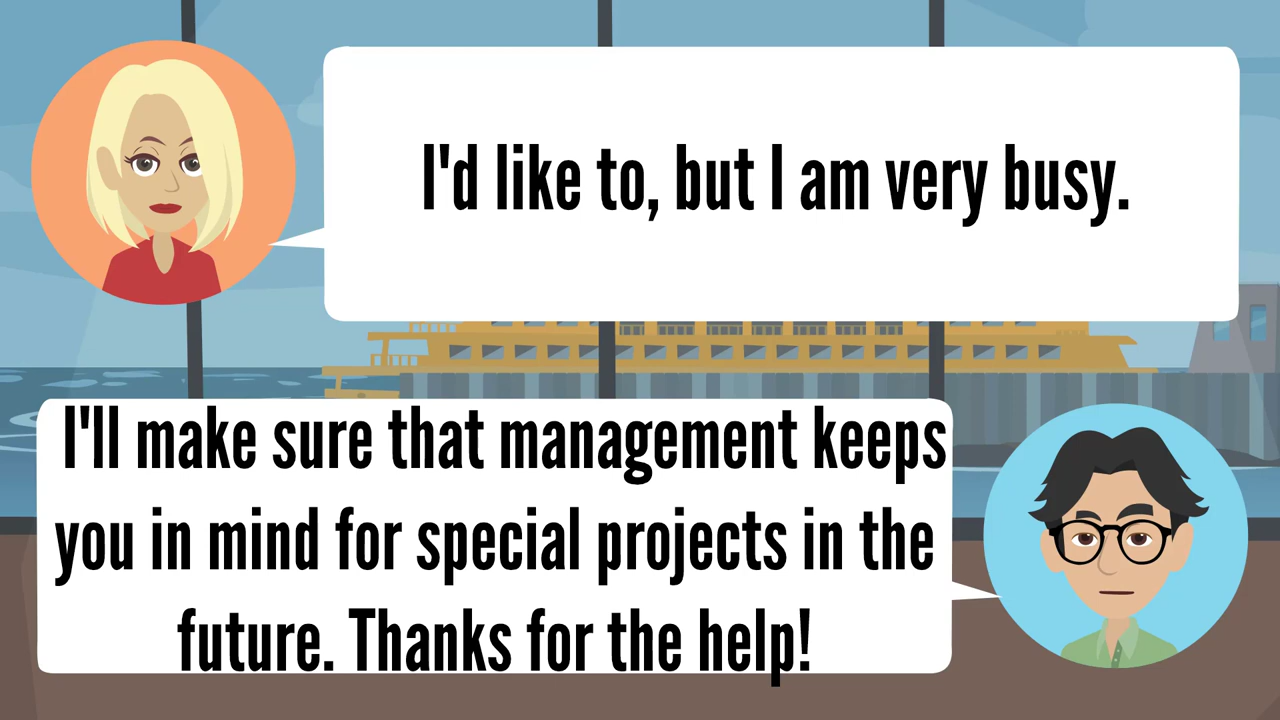 I'd like to, but I am very busy.
I'll make sure that management keeps
you in mind for special projects in the
future. Thanks for the help!